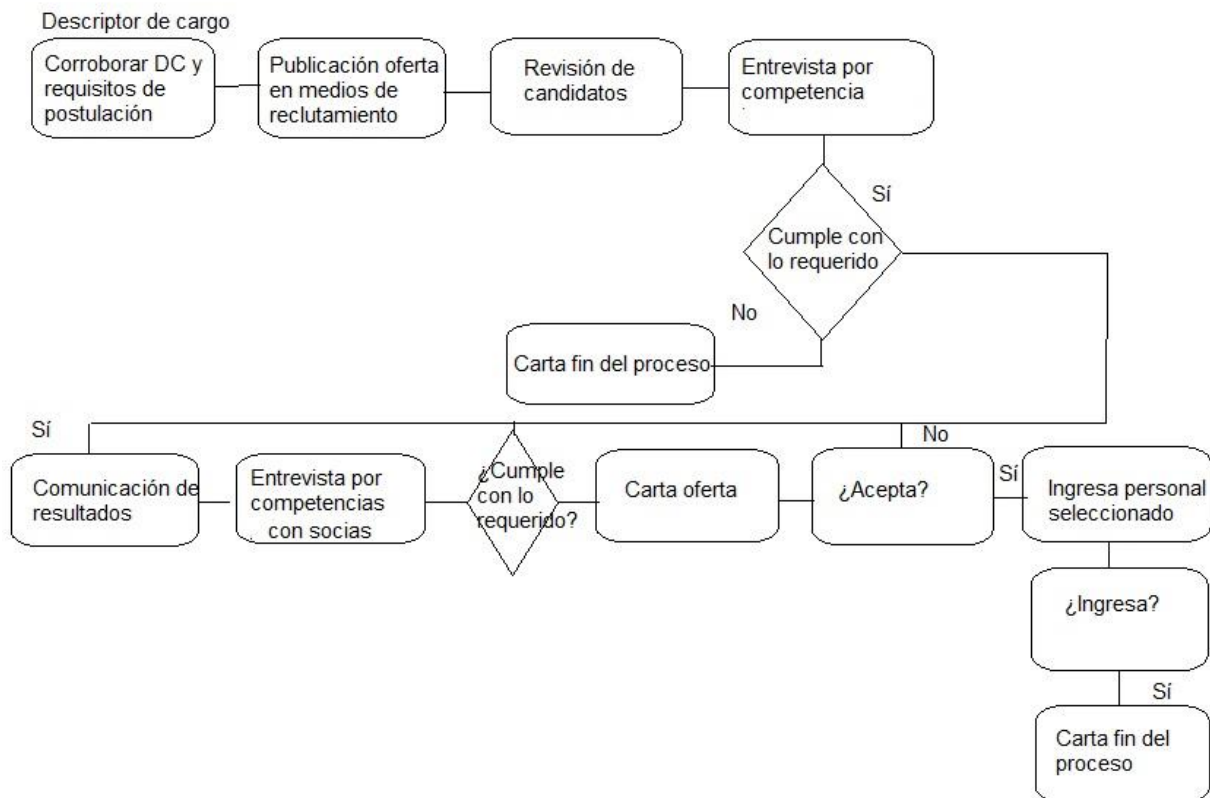 Descriptor de cargo
Corroborar DC y
requisitos de
postulación
Publicación oferta
en medios de
reclutamiento
Revisión de
candidatos
Entrevista por
competencia
Sí
Cumple con
lo requerido
No
Carta fin del proceso
Sí
Comunicación de
resultados
Entrevista por
competencias
con socias
¿Cumple
con lo
requerido?
Carta oferta
No
¿Acepta?
Sí
Ingresa personal
seleccionado
¿Ingresa?
Sí
Carta fin del
proceso